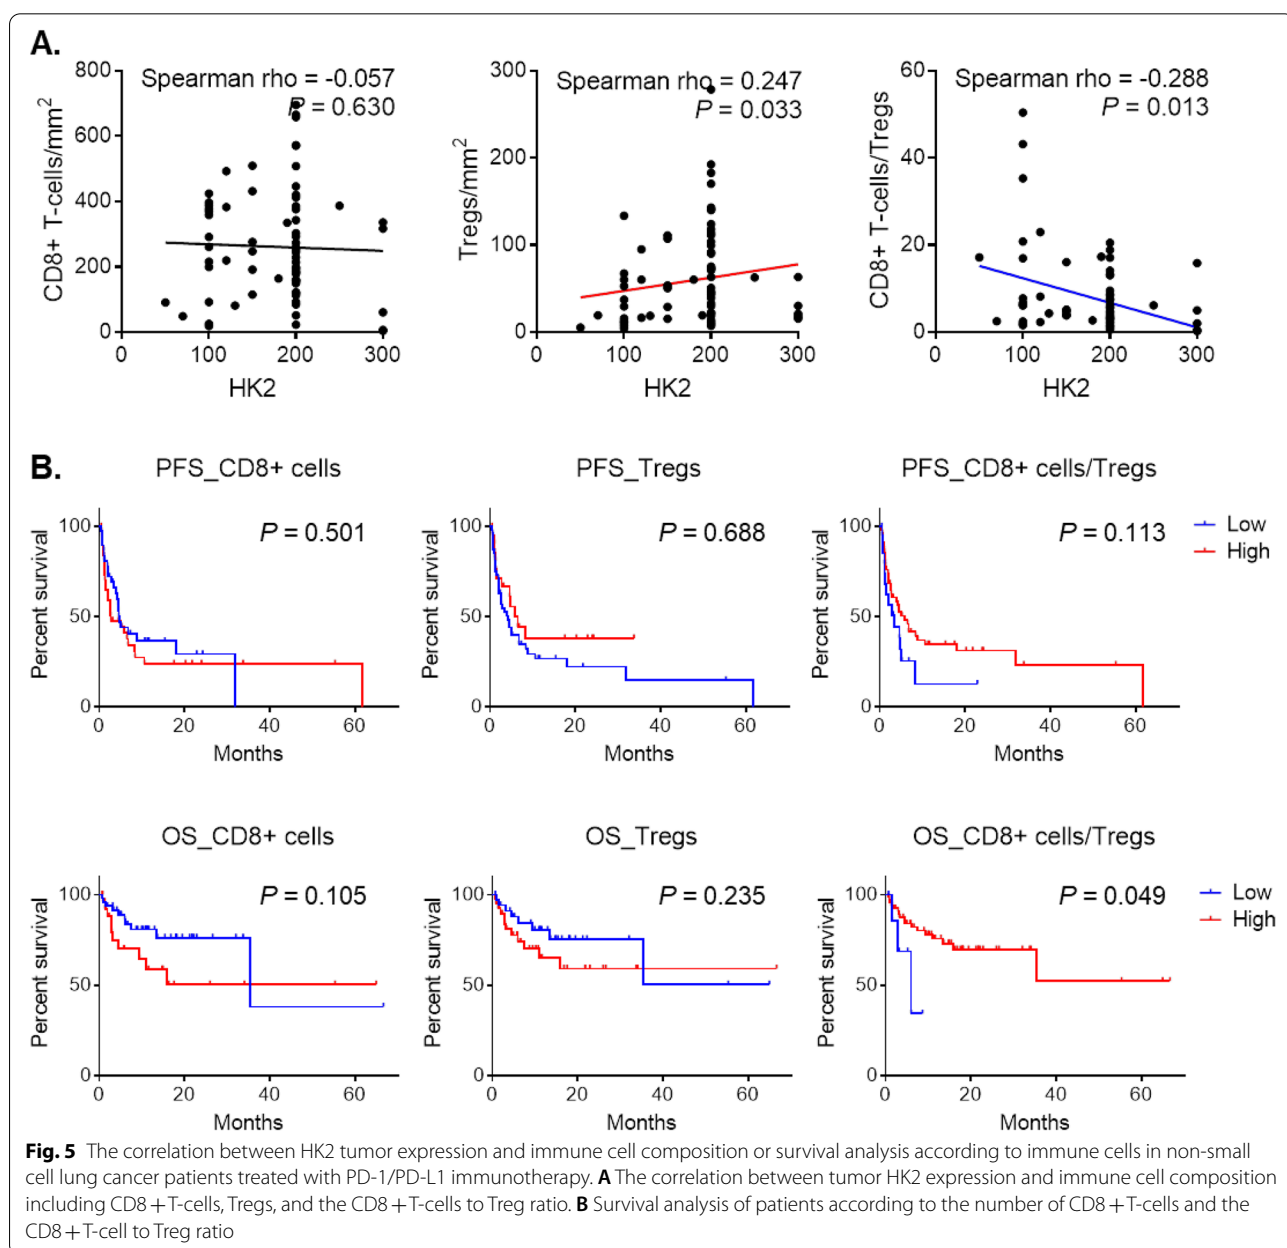 A.
Spearman rho = -0.057
P = 0.630
CD8+ T-cells/mm²
800
600
400
200
0
0 100 200 300
HK2
Spearman rho = 0.247
P = 0.033
Tregs/mm²
300
200
100
0
0 100 200 300
HK2
Spearman rho = -0.288
P = 0.013
CD8+ T-cells/Tregs
60
40
20
0
0 100 200 300
HK2
B.
PFS_CD8+ cells
P = 0.501
Percent survival
100
50
0
0 20 40 60
Months
PFS_Tregs
P = 0.688
Percent survival
100
50
0
0 20 40 60
Months
PFS_CD8+ cells/Tregs
P = 0.113
Percent survival
100
50
0
0 20 40 60
Months
Low
High
OS_CD8+ cells
P = 0.105
Percent survival
100
50
0
0 20 40 60
Months
OS_Tregs
P = 0.235
Percent survival
100
50
0
0 20 40 60
Months
OS_CD8+ cells/Tregs
P = 0.049
Percent survival
100
50
0
0 20 40 60
Months
Low
High
Fig. 5 The correlation between HK2 tumor expression and immune cell composition or survival analysis according to immune cells in non-small
cell lung cancer patients treated with PD-1/PD-L1 immunotherapy. A The correlation between tumor HK2 expression and immune cell composition
including CD8 + T-cells, Tregs, and the CD8 + T-cells to Treg ratio. B Survival analysis of patients according to the number of CD8 + T-cells and the
CD8 + T-cell to Treg ratio